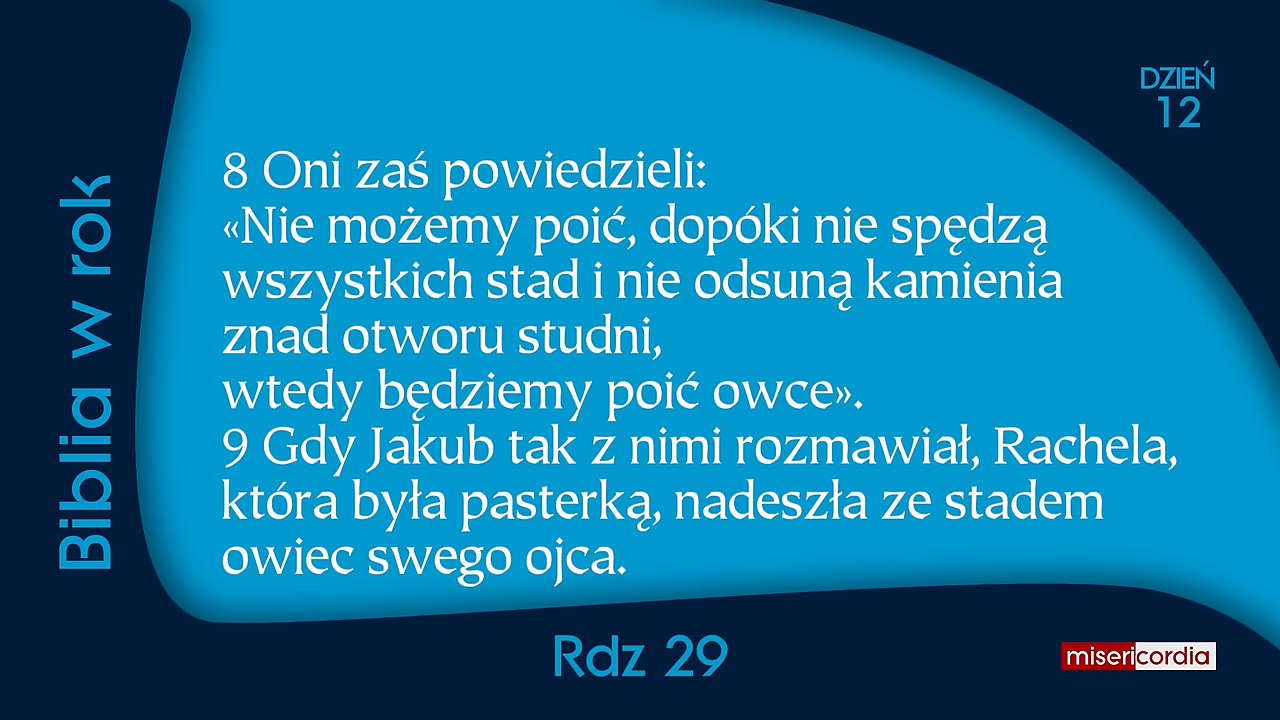 DZIEŃ
12
Biblia w rok
8 Oni zaś powiedzieli:
«Nie możemy poić, dopóki nie spędzą
wszystkich stad i nie odsuną kamienia
znad otworu studni,
wtedy będziemy poić owce».
9 Gdy Jakub tak z nimi rozmawiał, Rachela,
która była pasterką, nadeszła ze stadem
owiec swego ojca.
Rdz 29
misericordia